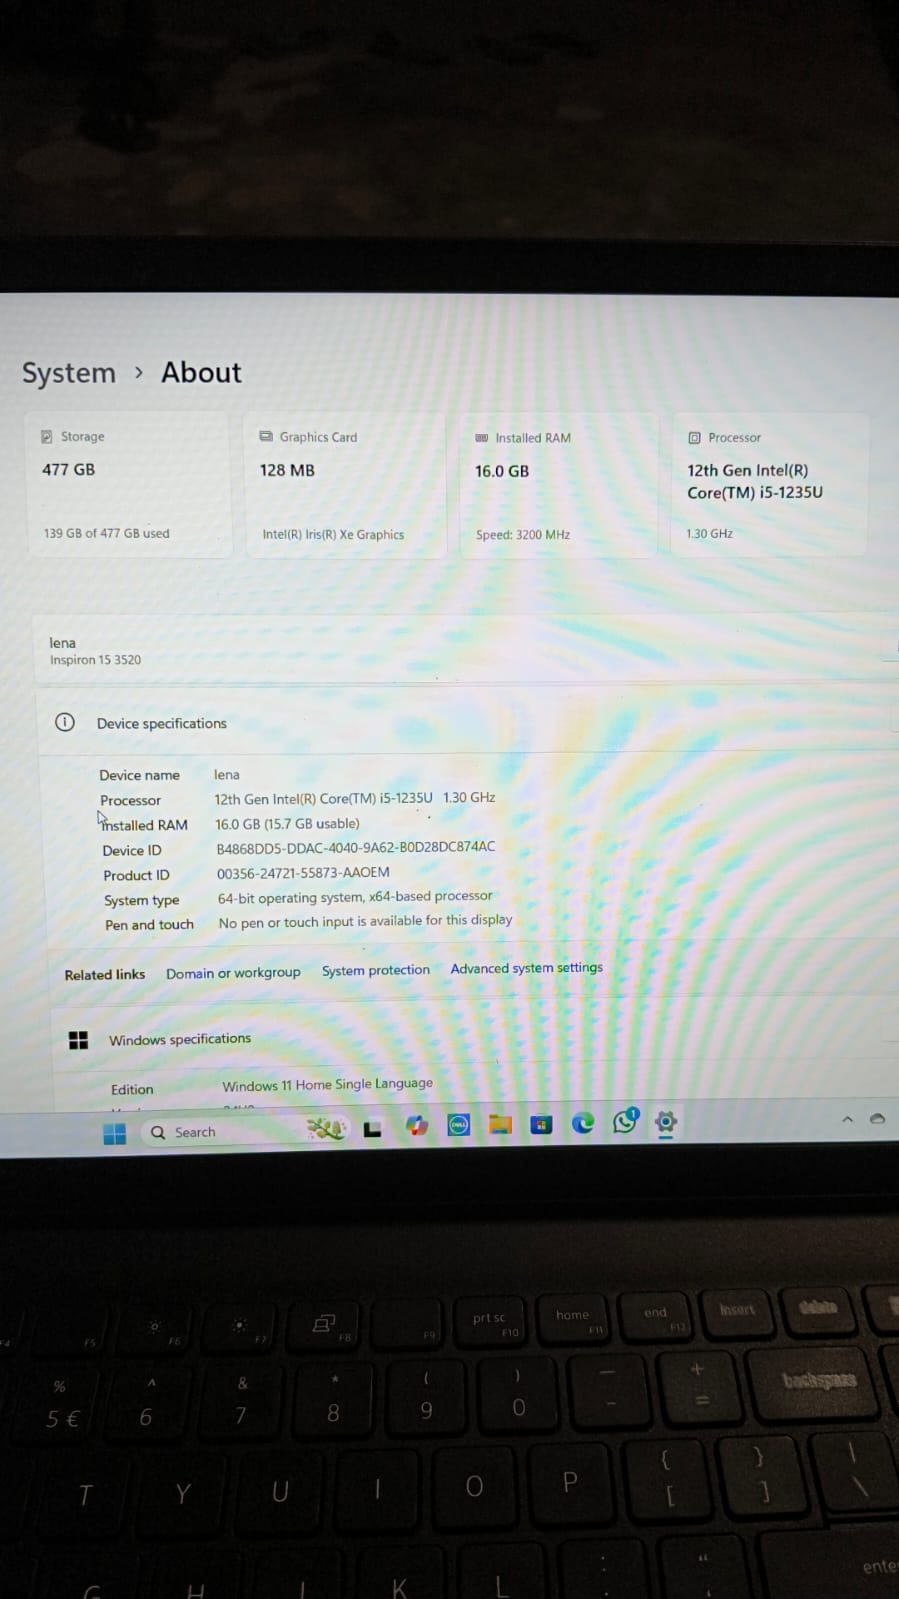 System > About
Storage
477 GB
139 GB of 477 GB used
Graphics Card
128 MB
Intel(R) Iris(R) Xe Graphics
Installed RAM
16.0 GB
Speed: 3200 MHz
Processor
12th Gen Intel(R)
Core(TM) i5-1235U
1.30 GHz
lena
Inspiron 15 3520
Device specifications
Device name lena
Processor 12th Gen Intel(R) Core(TM) i5-1235U 1.30 GHz
Installed RAM 16.0 GB (15.7 GB usable)
Device ID B4868DD5-DDAC-4040-9A62-B0D28DC874AC
Product ID 00356-24721-55873-AAOEM
System type 64-bit operating system, x64-based processor
Pen and touch No pen or touch input is available for this display
Related links Domain or workgroup System protection Advanced system settings
Windows specifications
Edition Windows 11 Home Single Language
Search DELL 1
prt sc home end insert delete
F5 F6 F7 F8 F9 F10 F11 F12
% ^ & * ( ) — +
5 € 6 7 8 9 0 - = backspace
T Y U I O P { [ } ] | \
G H J K L : “ enter